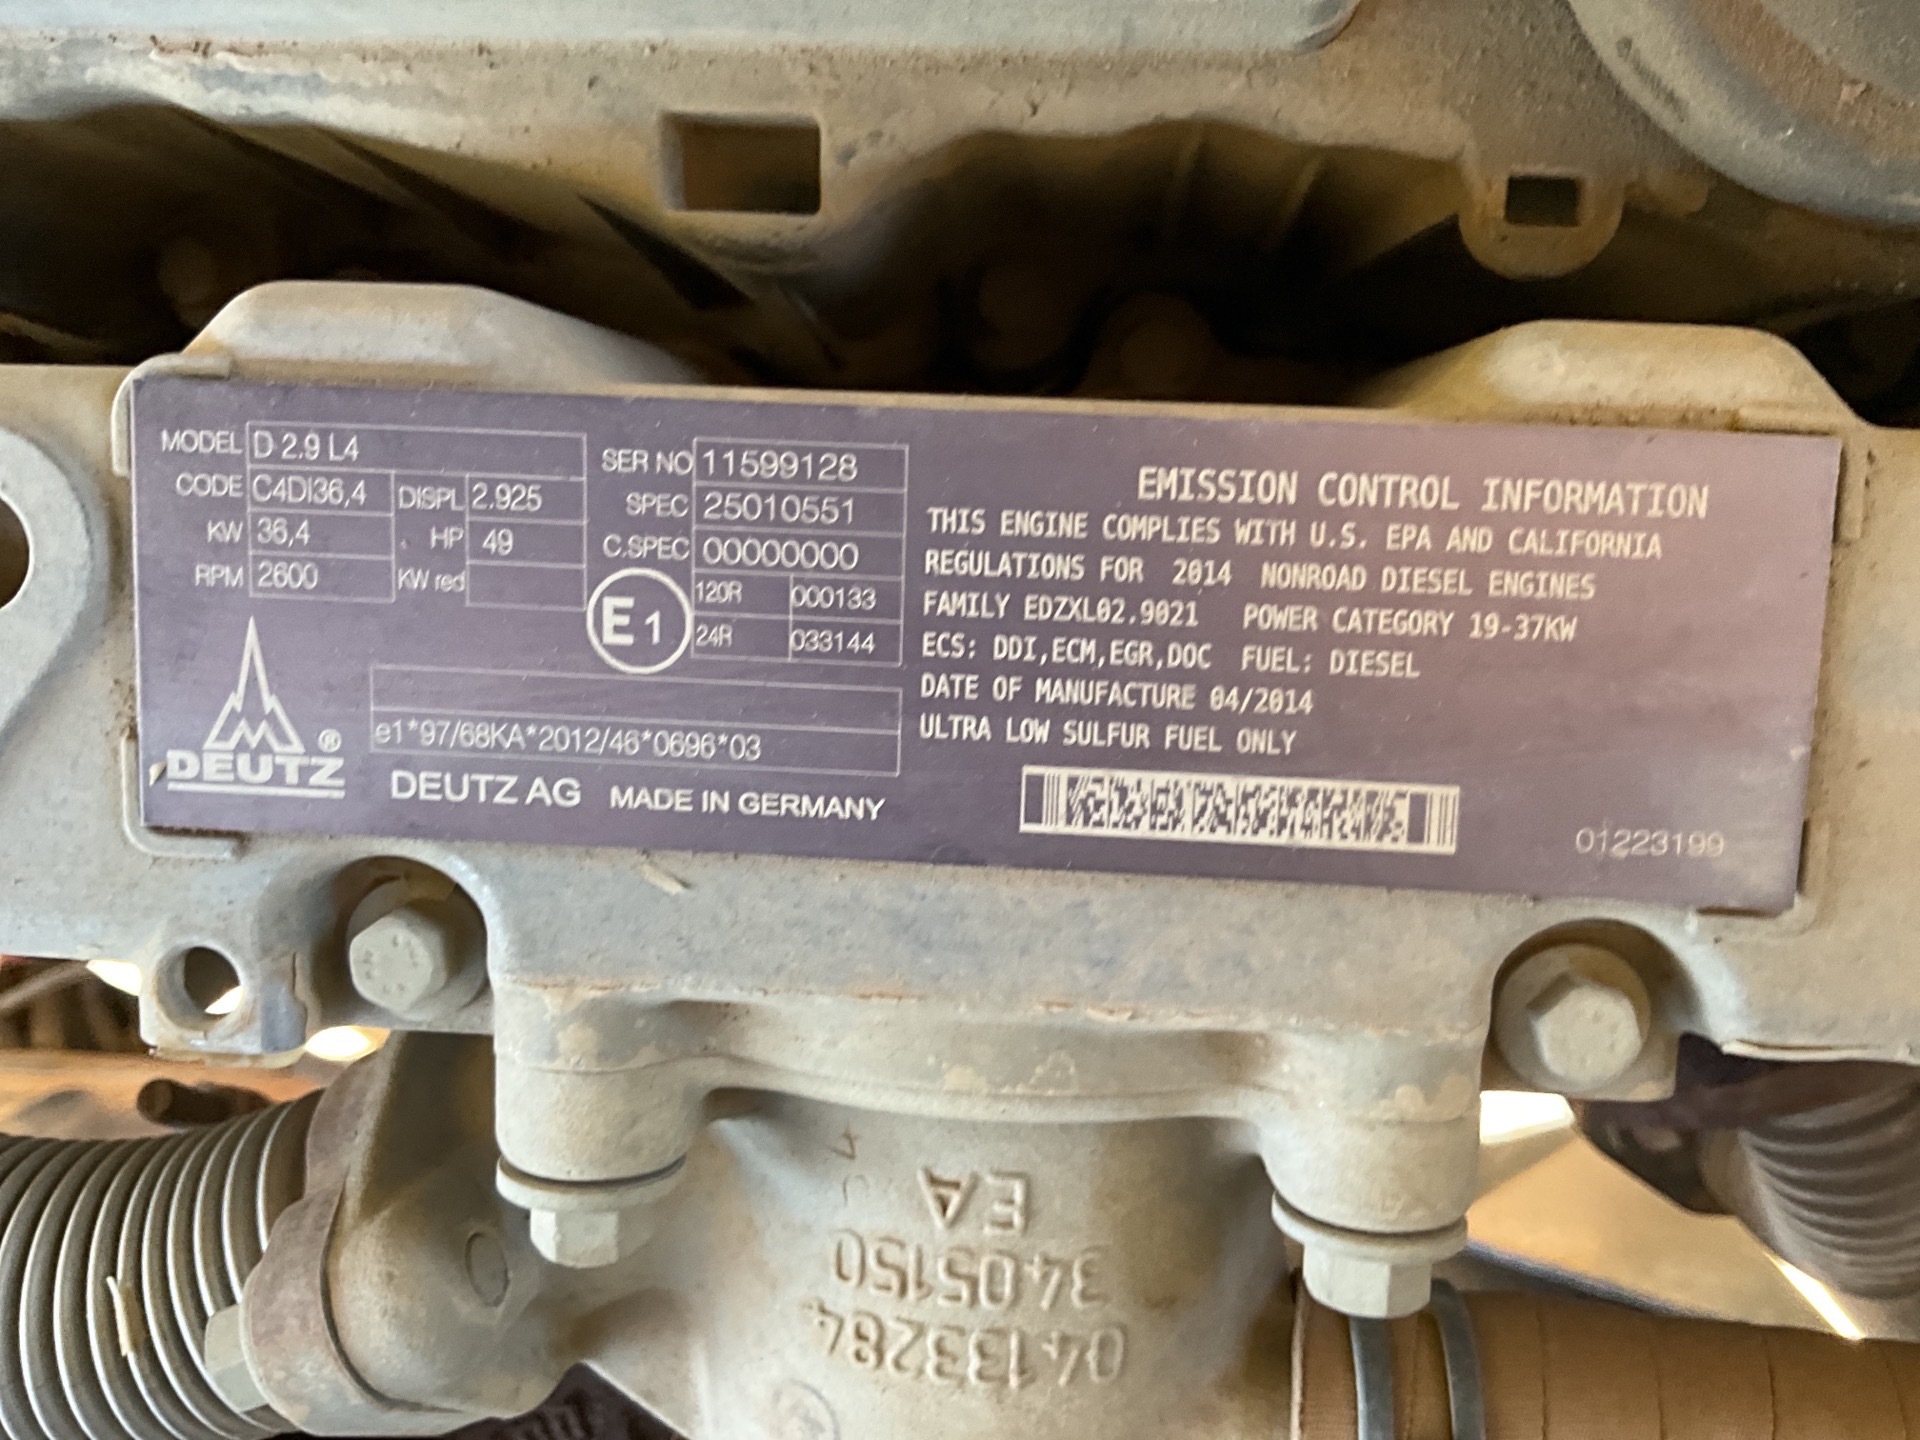 MODEL D 2.9 L4
CODE C4DI36,4 DISPL 2.925
KW 36,4 HP 49
RPM 2600 KW red
SER NO 11599128
SPEC 25010551
C.SPEC 00000000
E1 120R 000133
24R 033144
e1*97/68KA*2012/46*0696*03
DEUTZ ®
DEUTZ AG MADE IN GERMANY
EMISSION CONTROL INFORMATION
THIS ENGINE COMPLIES WITH U.S. EPA AND CALIFORNIA
REGULATIONS FOR 2014 NONROAD DIESEL ENGINES
FAMILY EDZXL02.9021 POWER CATEGORY 19-37KW
ECS: DDI,ECM,EGR,DOC FUEL: DIESEL
DATE OF MANUFACTURE 04/2014
ULTRA LOW SULFUR FUEL ONLY
01223199
04133284
3405150
EA